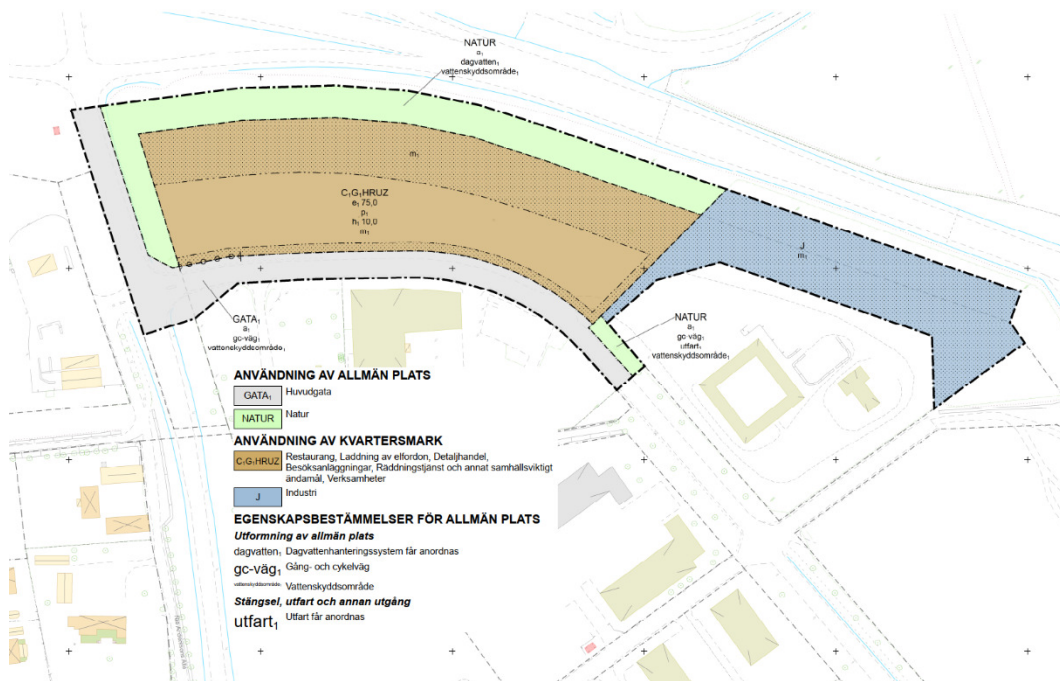 NATUR
a₁
dagvatten₁
vattenskyddsområde₁
m₁
C₁G₁HRUZ
e₁ 75,0
p₁
h₁ 10,0
m₁
J
m₁
GATA₁
a₁
gc-väg₁
vattenskyddsområde₁
NATUR
a₁
gc-väg₁
utfart₁
vattenskyddsområde₁
ANVÄNDNING AV ALLMÄN PLATS
GATA₁ Huvudgata
NATUR Natur
ANVÄNDNING AV KVARTERSMARK
C₁G₁HRUZ Restaurang, Laddning av elfordon, Detaljhandel,
Besöksanläggningar, Räddningstjänst och annat samhällsviktigt
ändamål, Verksamheter
J Industri
EGENSKAPSBESTÄMMELSER FÖR ALLMÄN PLATS
Utformning av allmän plats
dagvatten₁ Dagvattenhanteringssystem får anordnas
gc-väg₁ Gång- och cykelväg
vattenskyddsområde₁ Vattenskyddsområde
Stängsel, utfart och annan utgång
utfart₁ Utfart får anordnas